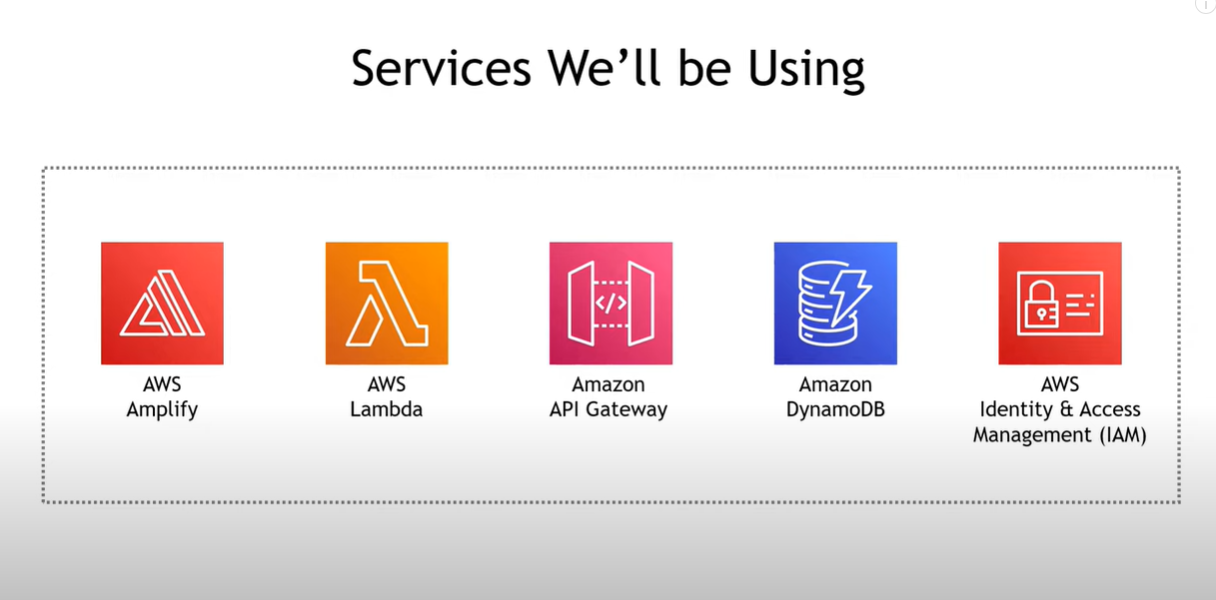 Services We’ll be Using
AWS
Amplify
AWS
Lambda
</>
Amazon
API Gateway
Amazon
DynamoDB
AWS
Identity & Access
Management (IAM)